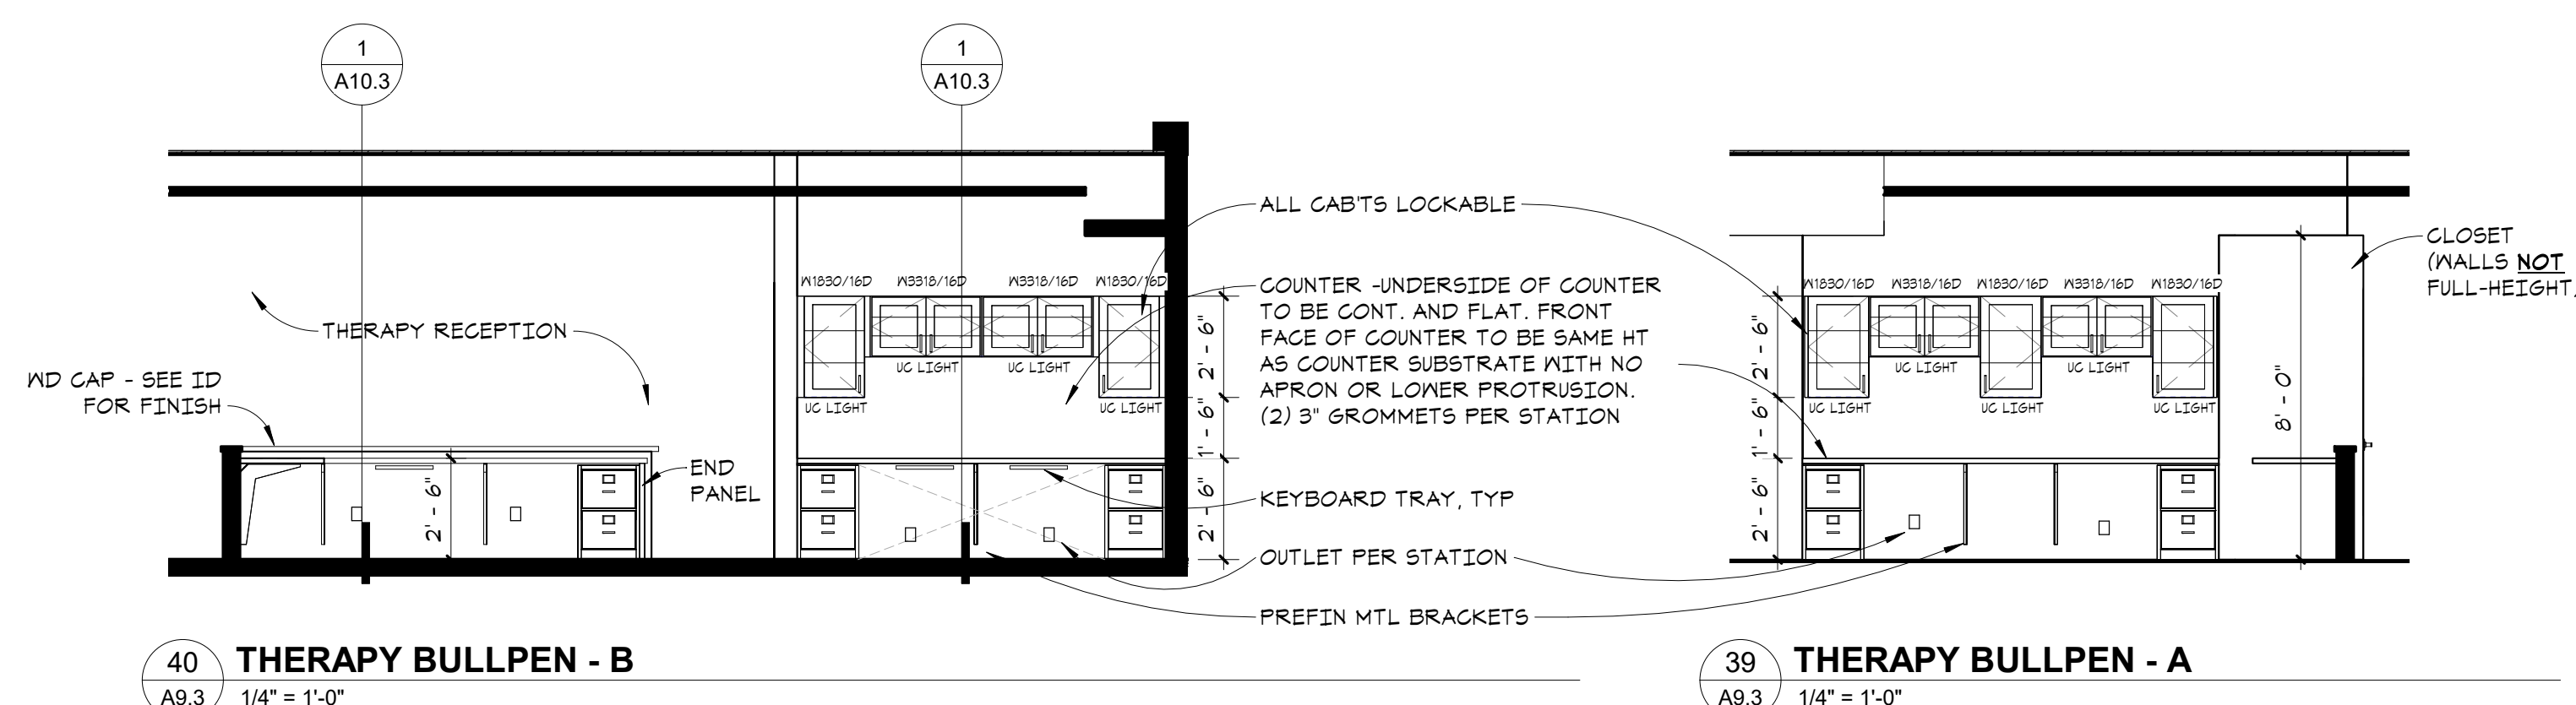 1
A10.3
1
A10.3
ALL CAB'TS LOCKABLE
CLOSET
(WALLS NOT
FULL-HEIGHT,
W1830/16D W3318/16D W3318/16D W1830/16D
COUNTER -UNDERSIDE OF COUNTER
TO BE CONT. AND FLAT. FRONT
FACE OF COUNTER TO BE SAME HT
AS COUNTER SUBSTRATE WITH NO
APRON OR LOWER PROTRUSION.
(2) 3" GROMMETS PER STATION
W1830/16D W3318/16D W1830/16D W3318/16D W1830/16D
THERAPY RECEPTION
UC LIGHT UC LIGHT
UC LIGHT UC LIGHT
2' - 6"
1' - 6"
2' - 6"
UC LIGHT UC LIGHT
UC LIGHT UC LIGHT UC LIGHT
2' - 6"
1' - 6"
2' - 6"
8' - 0"
WD CAP - SEE ID
FOR FINISH
END
PANEL
2' - 6"
KEYBOARD TRAY, TYP
OUTLET PER STATION
PREFIN MTL BRACKETS
40
A9.3
THERAPY BULLPEN - B
1/4" = 1'-0"
39
A9.3
THERAPY BULLPEN - A
1/4" = 1'-0"